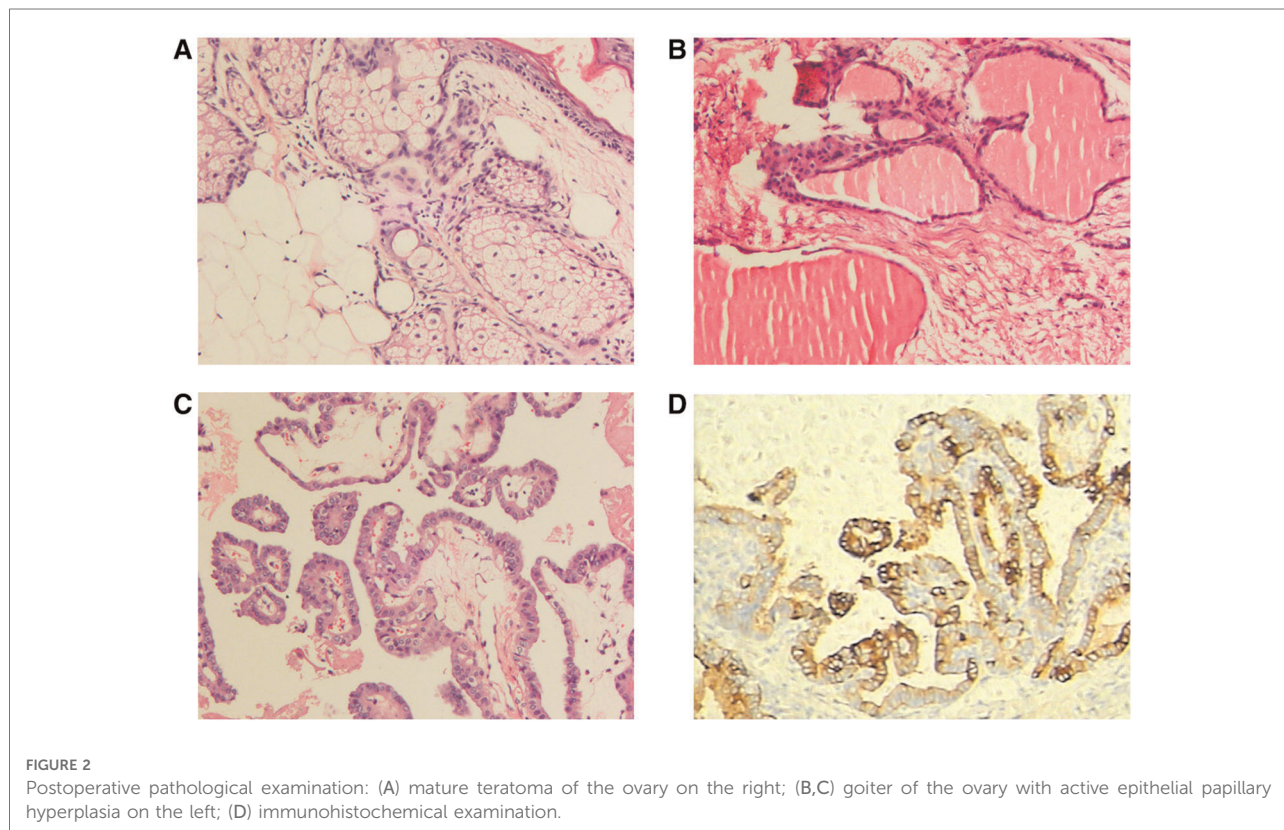 A
B
C
D
FIGURE 2
Postoperative pathological examination: (A) mature teratoma of the ovary on the right; (B,C) goiter of the ovary with active epithelial papillary
hyperplasia on the left; (D) immunohistochemical examination.